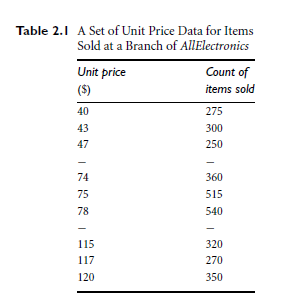 Table 2.1 A Set of Unit Price Data for Items
Sold at a Branch of AllElectronics
Unit price Count of
($) items sold
40 275
43 300
47 250
– –
74 360
75 515
78 540
– –
115 320
117 270
120 350